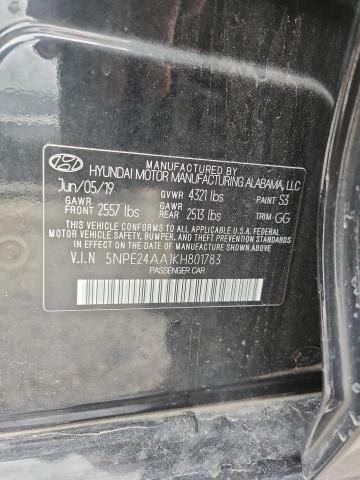 MANUFACTURED BY
HYUNDAI MOTOR MANUFACTURING ALABAMA, LLC
Jun/05/19 GVWR 4321 lbs PAINT S3
GAWR FRONT 2557 lbs GAWR REAR 2513 lbs TRIM GG
THIS VEHICLE CONFORMS TO ALL APPLICABLE U.S.A FEDERAL
MOTOR VEHICLE SAFETY, BUMPER, AND THEFT PREVENTION
STANDARDS IN EFFECT ON THE DATE OF MANUFACTURE SHOWN ABOVE.
V.I.N 5NPE24AA1KH801783
PASSENGER CAR